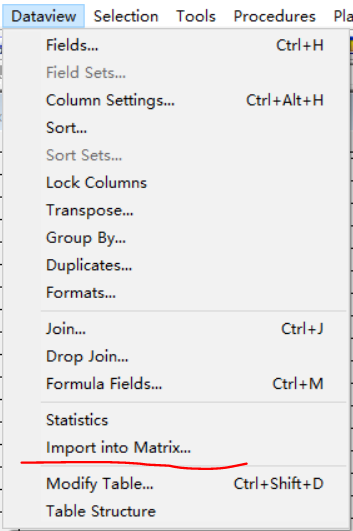 Dataview Selection Tools Procedures Pla
Fields... Ctrl+H
Field Sets...
Column Settings... Ctrl+Alt+H
Sort...
Sort Sets...
Lock Columns
Transpose...
Group By...
Duplicates...
Formats...
Join... Ctrl+J
Drop Join...
Formula Fields... Ctrl+M
Statistics
Import into Matrix...
Modify Table... Ctrl+Shift+D
Table Structure